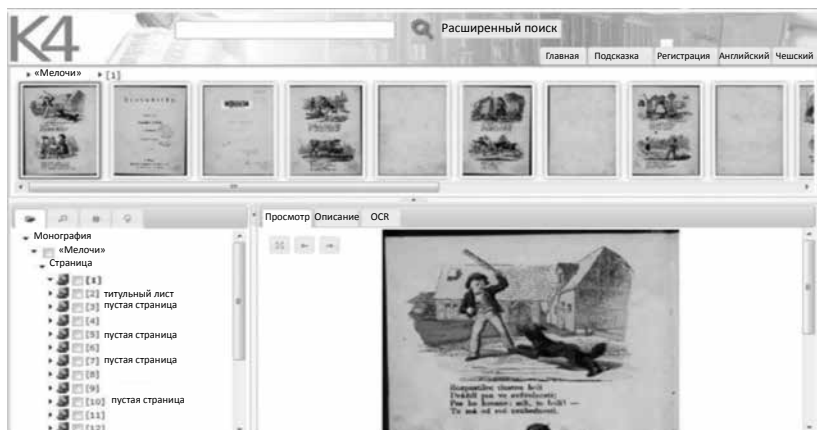 K4
Расширенный поиск
Главная Подсказка Регистрация Английский Чешский
«Мелочи» [1]
Просмотр Описание OCR
Монография
«Мелочи»
Страница
[1]
[2] титульный лист
[3] пустая страница
[4]
[5] пустая страница
[6]
[7] пустая страница
[8]
[9]
[10] пустая страница
[11]
[12]